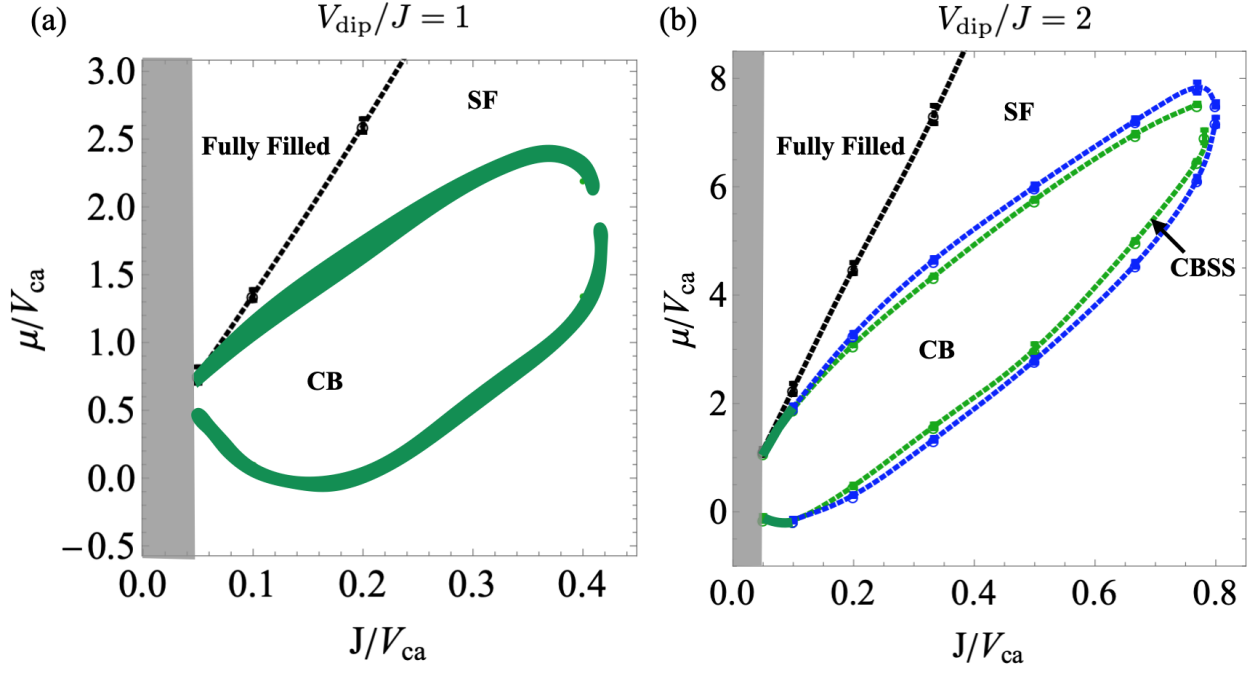 (a)
V_dip/J = 1
3.0
2.5
2.0
1.5
1.0
0.5
0.0
−0.5
μ/V_ca
SF
Fully Filled
CB
0.0 0.1 0.2 0.3 0.4
J/V_ca
(b)
V_dip/J = 2
8
6
4
2
0
μ/V_ca
SF
Fully Filled
CBSS
CB
0.0 0.2 0.4 0.6 0.8
J/V_ca